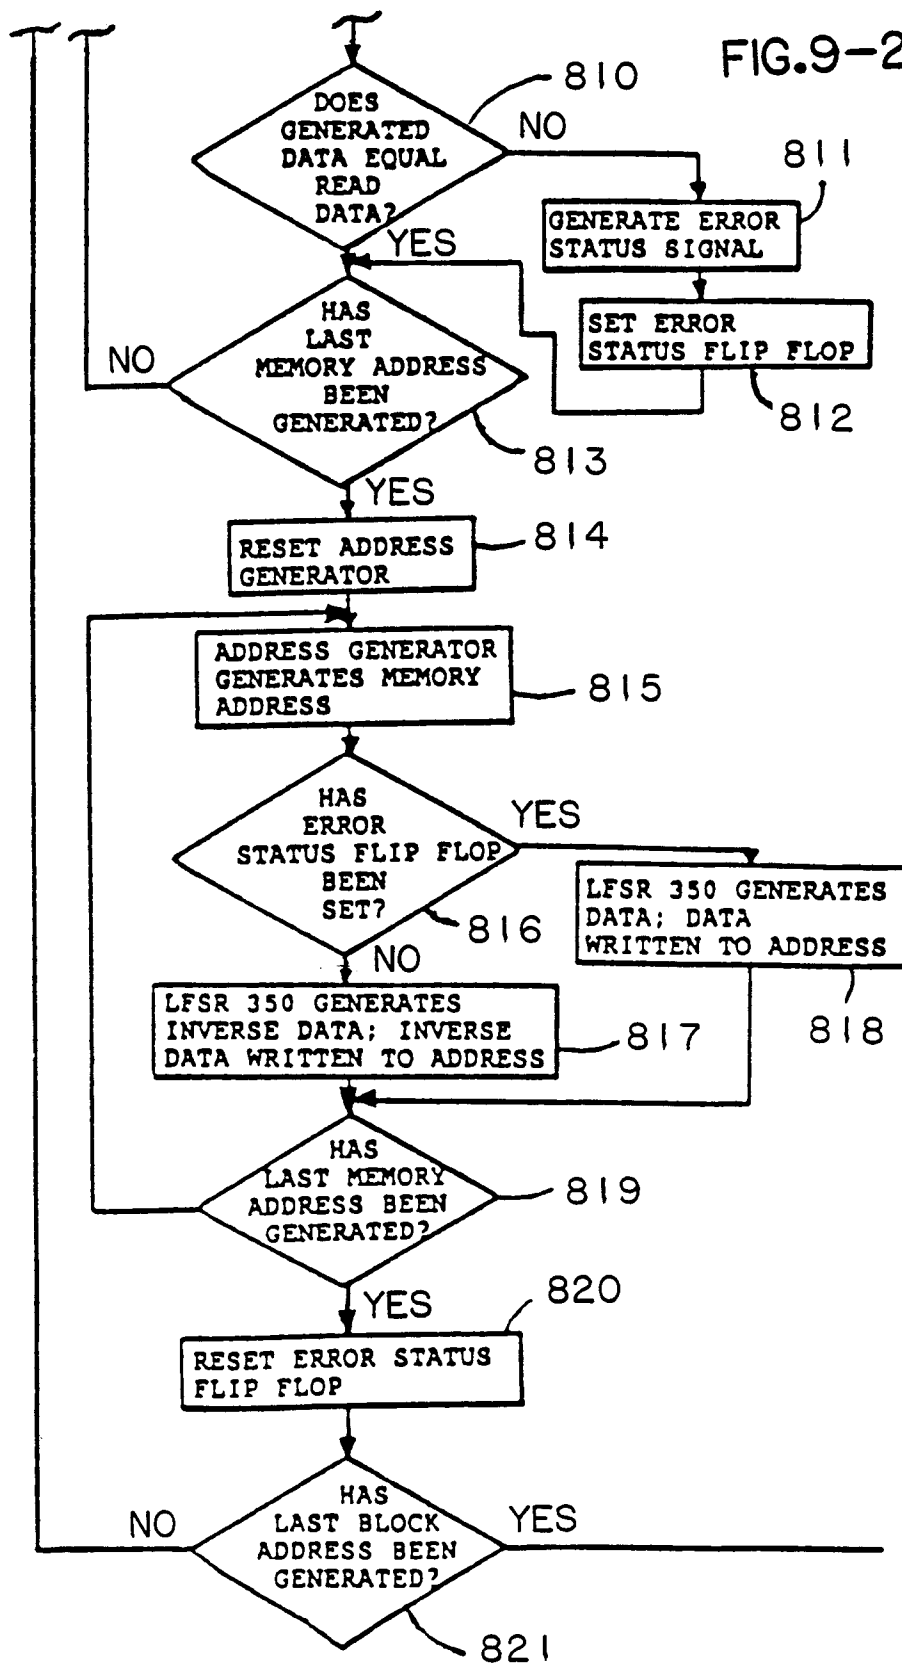 FIG.9-2
810
DOES
GENERATED
DATA EQUAL
READ
DATA?
NO
811
GENERATE ERROR
STATUS SIGNAL
YES
SET ERROR
STATUS FLIP FLOP
812
HAS
LAST
MEMORY ADDRESS
BEEN
GENERATED?
NO
813
YES
RESET ADDRESS
GENERATOR
814
ADDRESS GENERATOR
GENERATES MEMORY
ADDRESS
815
HAS
ERROR
STATUS FLIP FLOP
BEEN
SET?
YES
816
NO
LFSR 350 GENERATES
DATA; DATA
WRITTEN TO ADDRESS
818
LFSR 350 GENERATES
INVERSE DATA; INVERSE
DATA WRITTEN TO ADDRESS
817
HAS
LAST MEMORY
ADDRESS BEEN
GENERATED?
819
YES
820
RESET ERROR STATUS
FLIP FLOP
HAS
LAST BLOCK
ADDRESS BEEN
GENERATED?
NO
YES
821